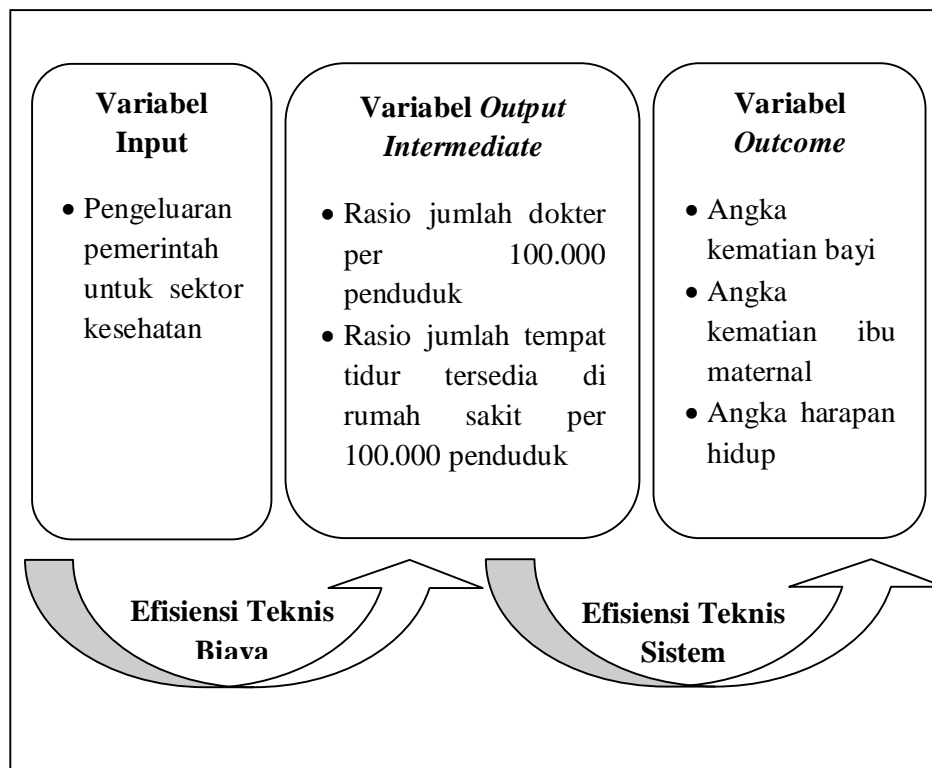 Variabel
Input
• Pengeluaran
pemerintah
untuk sektor
kesehatan
Variabel Output
Intermediate
• Rasio jumlah dokter
per 100.000
penduduk
• Rasio jumlah tempat
tidur tersedia di
rumah sakit per
100.000 penduduk
Variabel
Outcome
• Angka
kematian bayi
• Angka
kematian ibu
maternal
• Angka harapan
hidup
Efisiensi Teknis
Biaya
Efisiensi Teknis
Sistem